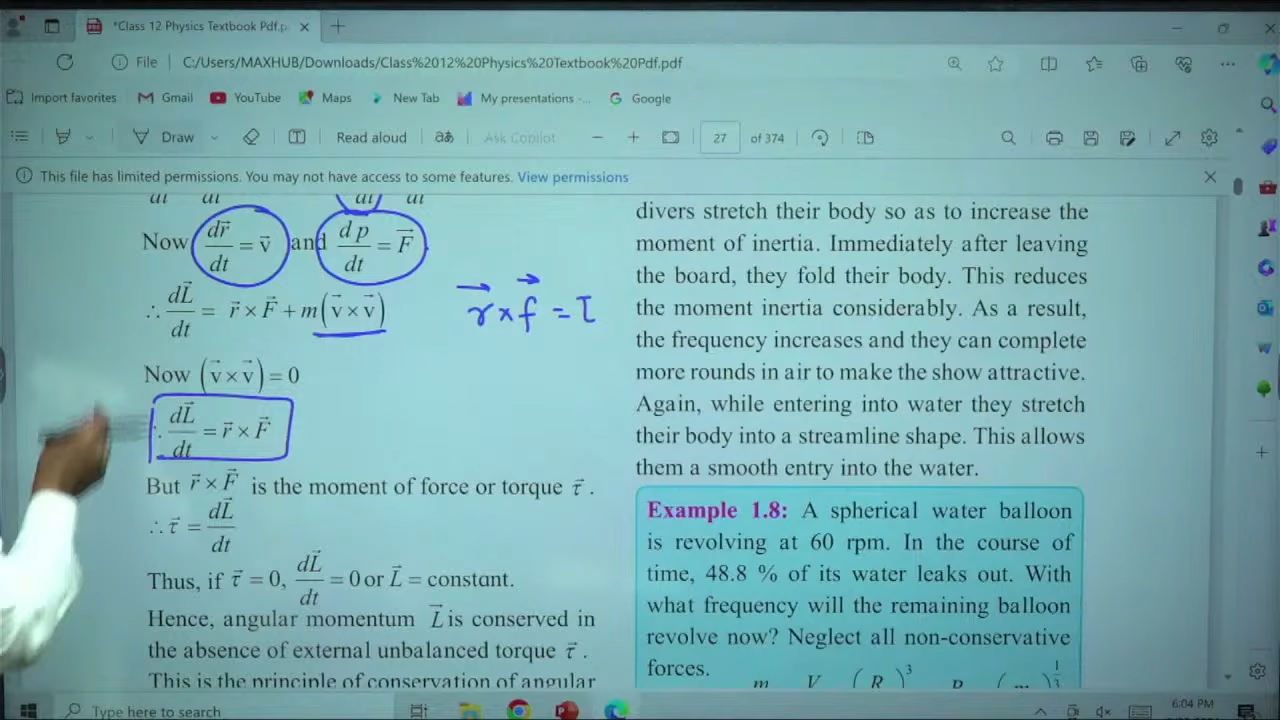 *Class 12 Physics Textbook Pdf.p
File C:/Users/MAXHUB/Downloads/Class%2012%20Physics%20Textbook%20Pdf.pdf
Import favorites Gmail YouTube Maps New Tab My presentations -... Google
Draw Read aloud Ask Copilot 27 of 374
This file has limited permissions. You may not have access to some features. View permissions
Now dr⃗/dt = v⃗ and dp/dt = F⃗
∴ dL⃗/dt = r⃗ × F⃗ + m(v⃗ × v⃗)
r⃗ × f⃗ = τ
Now (v⃗ × v⃗) = 0
∴ dL⃗/dt = r⃗ × F⃗
But r⃗ × F⃗ is the moment of force or torque τ⃗ .
∴ τ⃗ = dL⃗/dt
Thus, if τ⃗ = 0, dL⃗/dt = 0 or L⃗ = constant.
Hence, angular momentum L⃗ is conserved in
the absence of external unbalanced torque τ⃗ .
This is the principle of conservation of angular
divers stretch their body so as to increase the
moment of inertia. Immediately after leaving
the board, they fold their body. This reduces
the moment inertia considerably. As a result,
the frequency increases and they can complete
more rounds in air to make the show attractive.
Again, while entering into water they stretch
their body into a streamline shape. This allows
them a smooth entry into the water.
Example 1.8: A spherical water balloon
is revolving at 60 rpm. In the course of
time, 48.8 % of its water leaks out. With
what frequency will the remaining balloon
revolve now? Neglect all non-conservative
forces.
Type here to search
6:04 PM